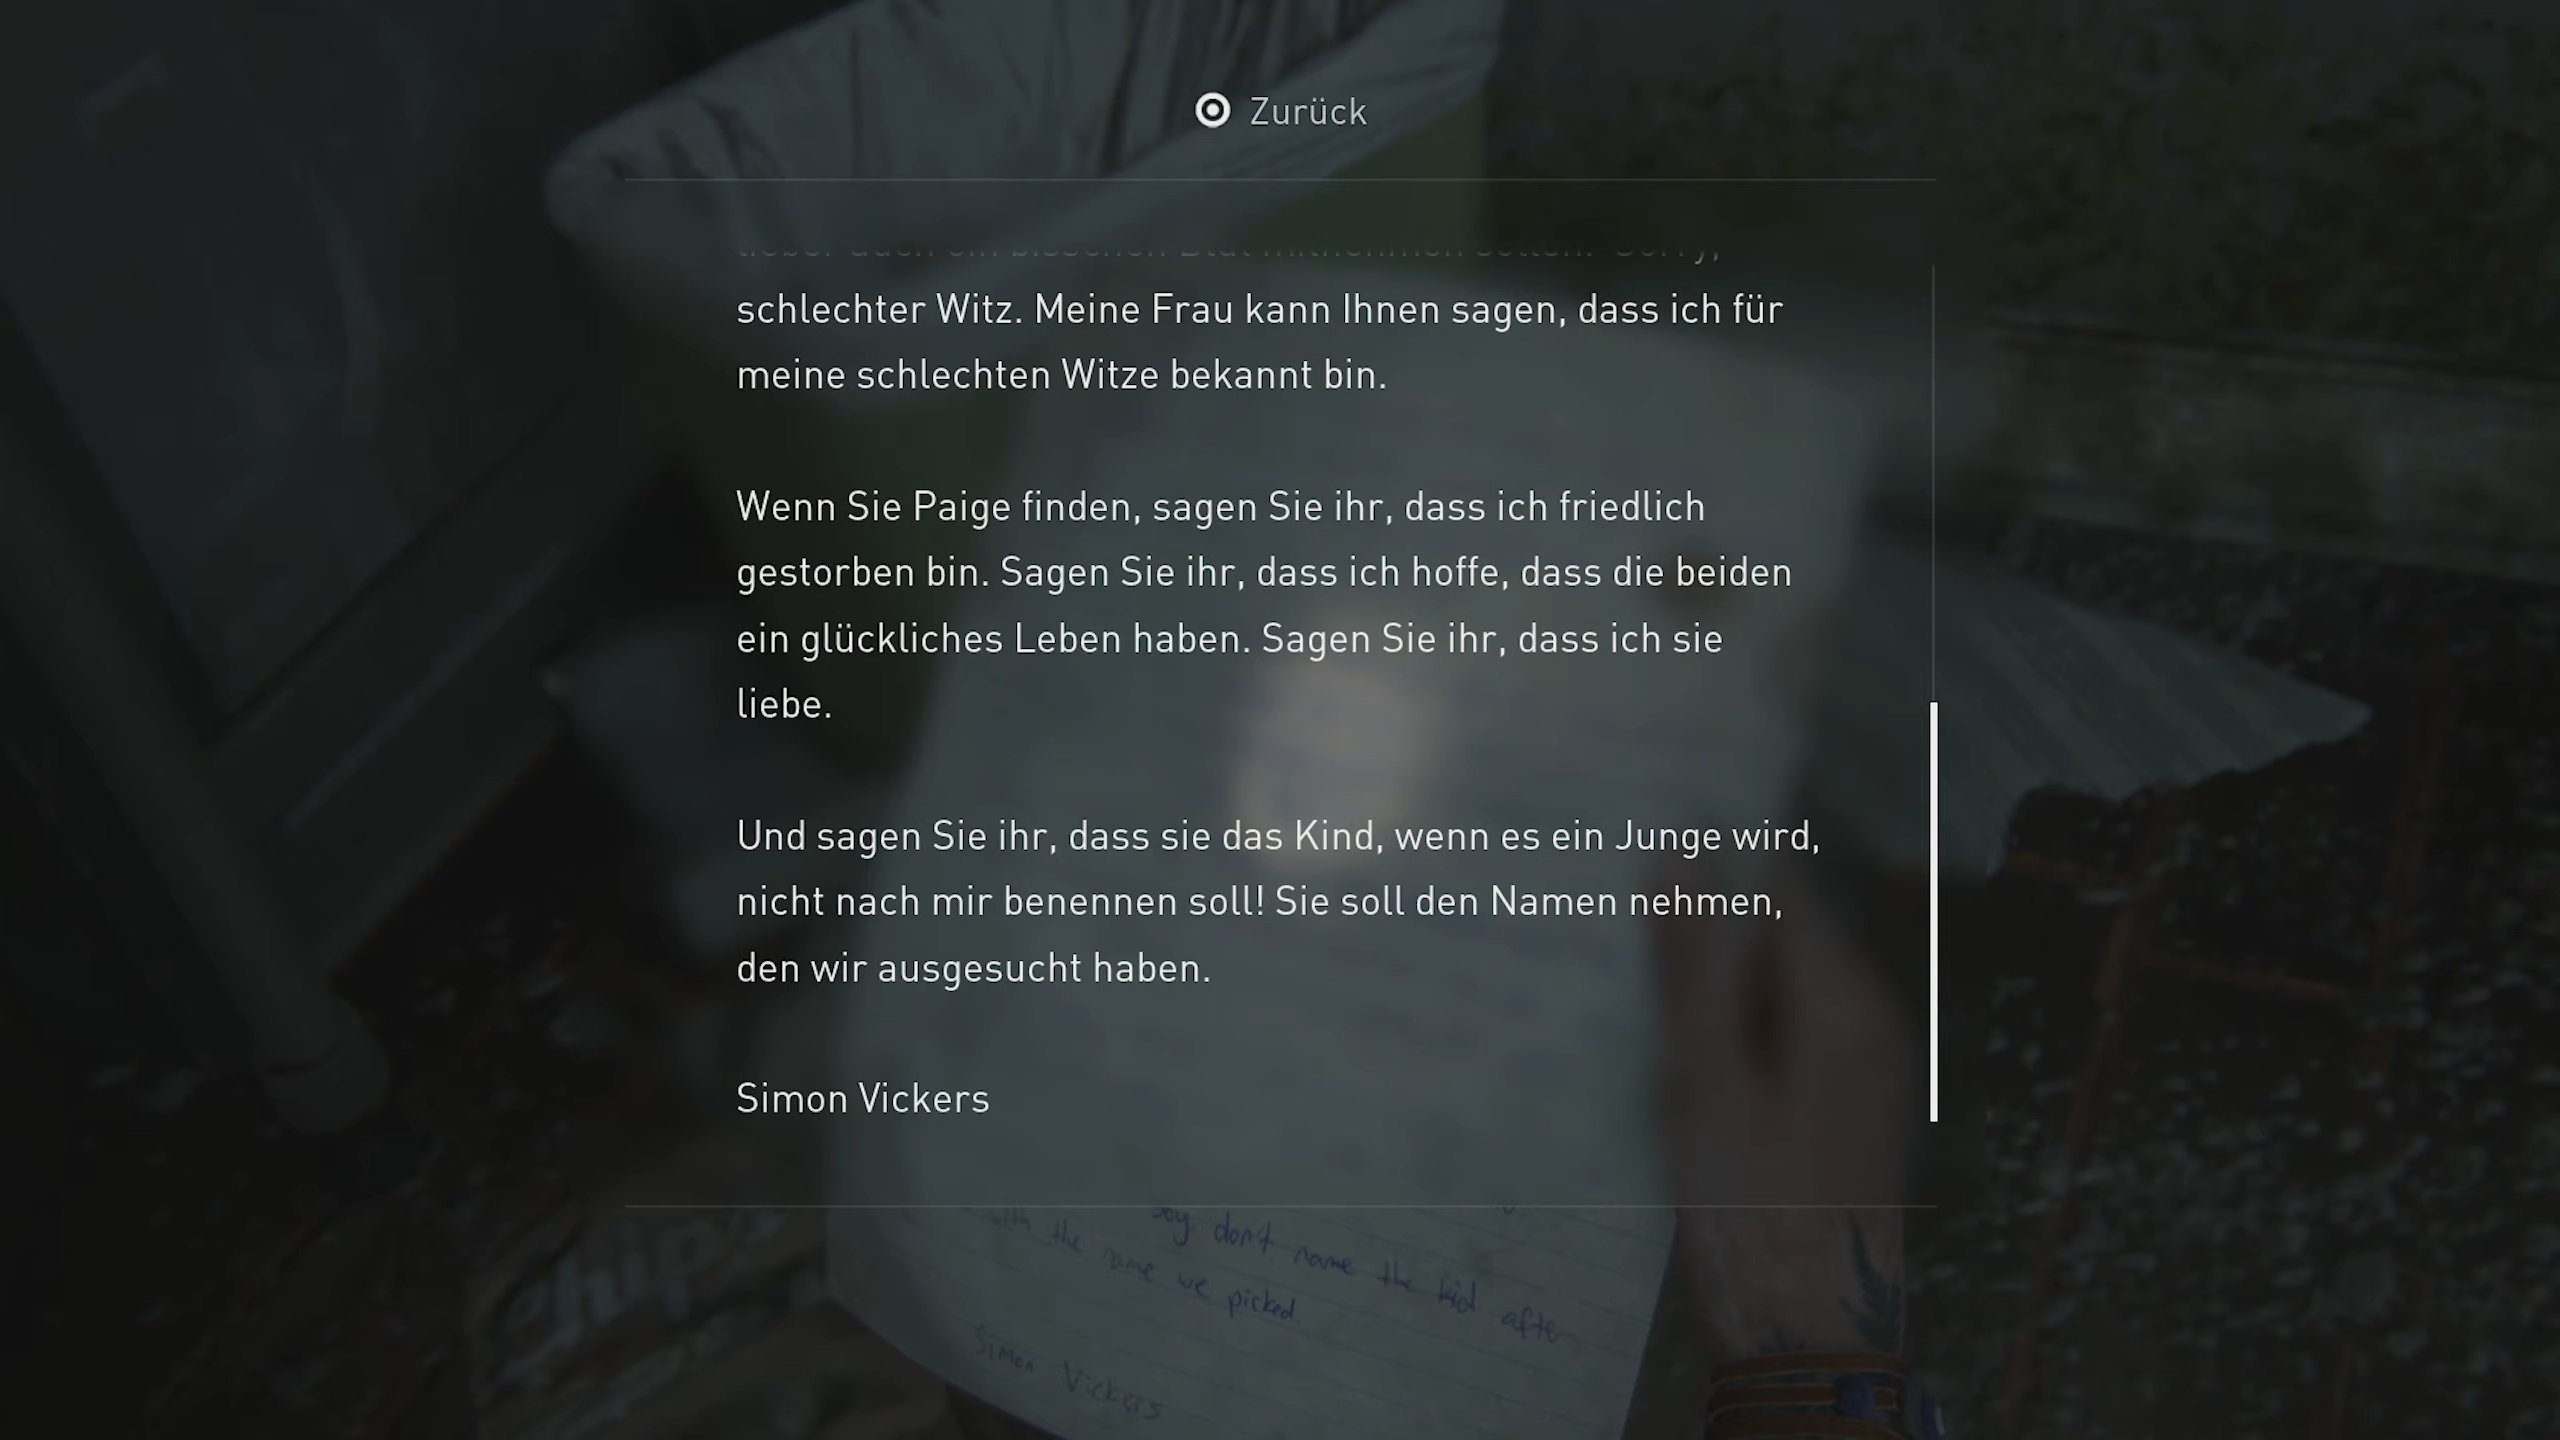 Zurück
schlechter Witz. Meine Frau kann Ihnen sagen, dass ich für
meine schlechten Witze bekannt bin.
Wenn Sie Paige finden, sagen Sie ihr, dass ich friedlich
gestorben bin. Sagen Sie ihr, dass ich hoffe, dass die beiden
ein glückliches Leben haben. Sagen Sie ihr, dass ich sie
liebe.
Und sagen Sie ihr, dass sie das Kind, wenn es ein Junge wird,
nicht nach mir benennen soll! Sie soll den Namen nehmen,
den wir ausgesucht haben.
Simon Vickers
boy, don't name the kid after
with the name we picked.
Simon Vickers
chips